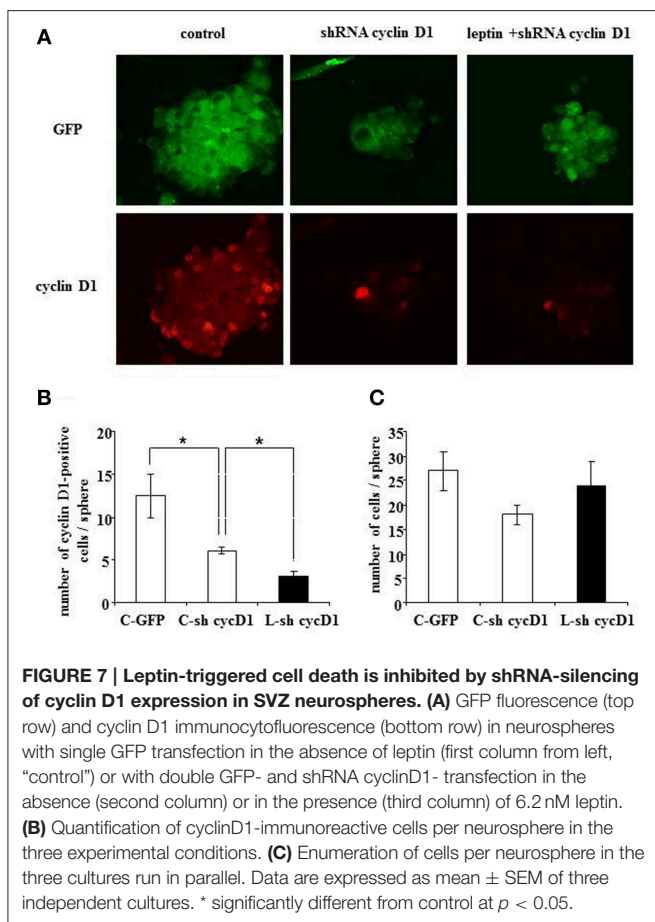 A
control shRNA cyclin D1 leptin +shRNA cyclin D1
GFP
cyclin D1
B C
number of cyclin D1-positive
cells / sphere
20
15
10
5
0
C-GFP C-sh cycD1 L-sh cycD1
* *
number of cells / sphere
35
30
25
20
15
10
5
0
C-GFP C-sh cycD1 L-sh cycD1
FIGURE 7 | Leptin-triggered cell death is inhibited by shRNA-silencing
of cyclin D1 expression in SVZ neurospheres. (A) GFP fluorescence (top
row) and cyclin D1 immunocytofluorescence (bottom row) in neurospheres
with single GFP transfection in the absence of leptin (first column from left,
“control”) or with double GFP- and shRNA cyclinD1- transfection in the
absence (second column) or in the presence (third column) of 6.2 nM leptin.
(B) Quantification of cyclinD1-immunoreactive cells per neurosphere in the
three experimental conditions. (C) Enumeration of cells per neurosphere in the
three cultures run in parallel. Data are expressed as mean ± SEM of three
independent cultures. * significantly different from control at p < 0.05.